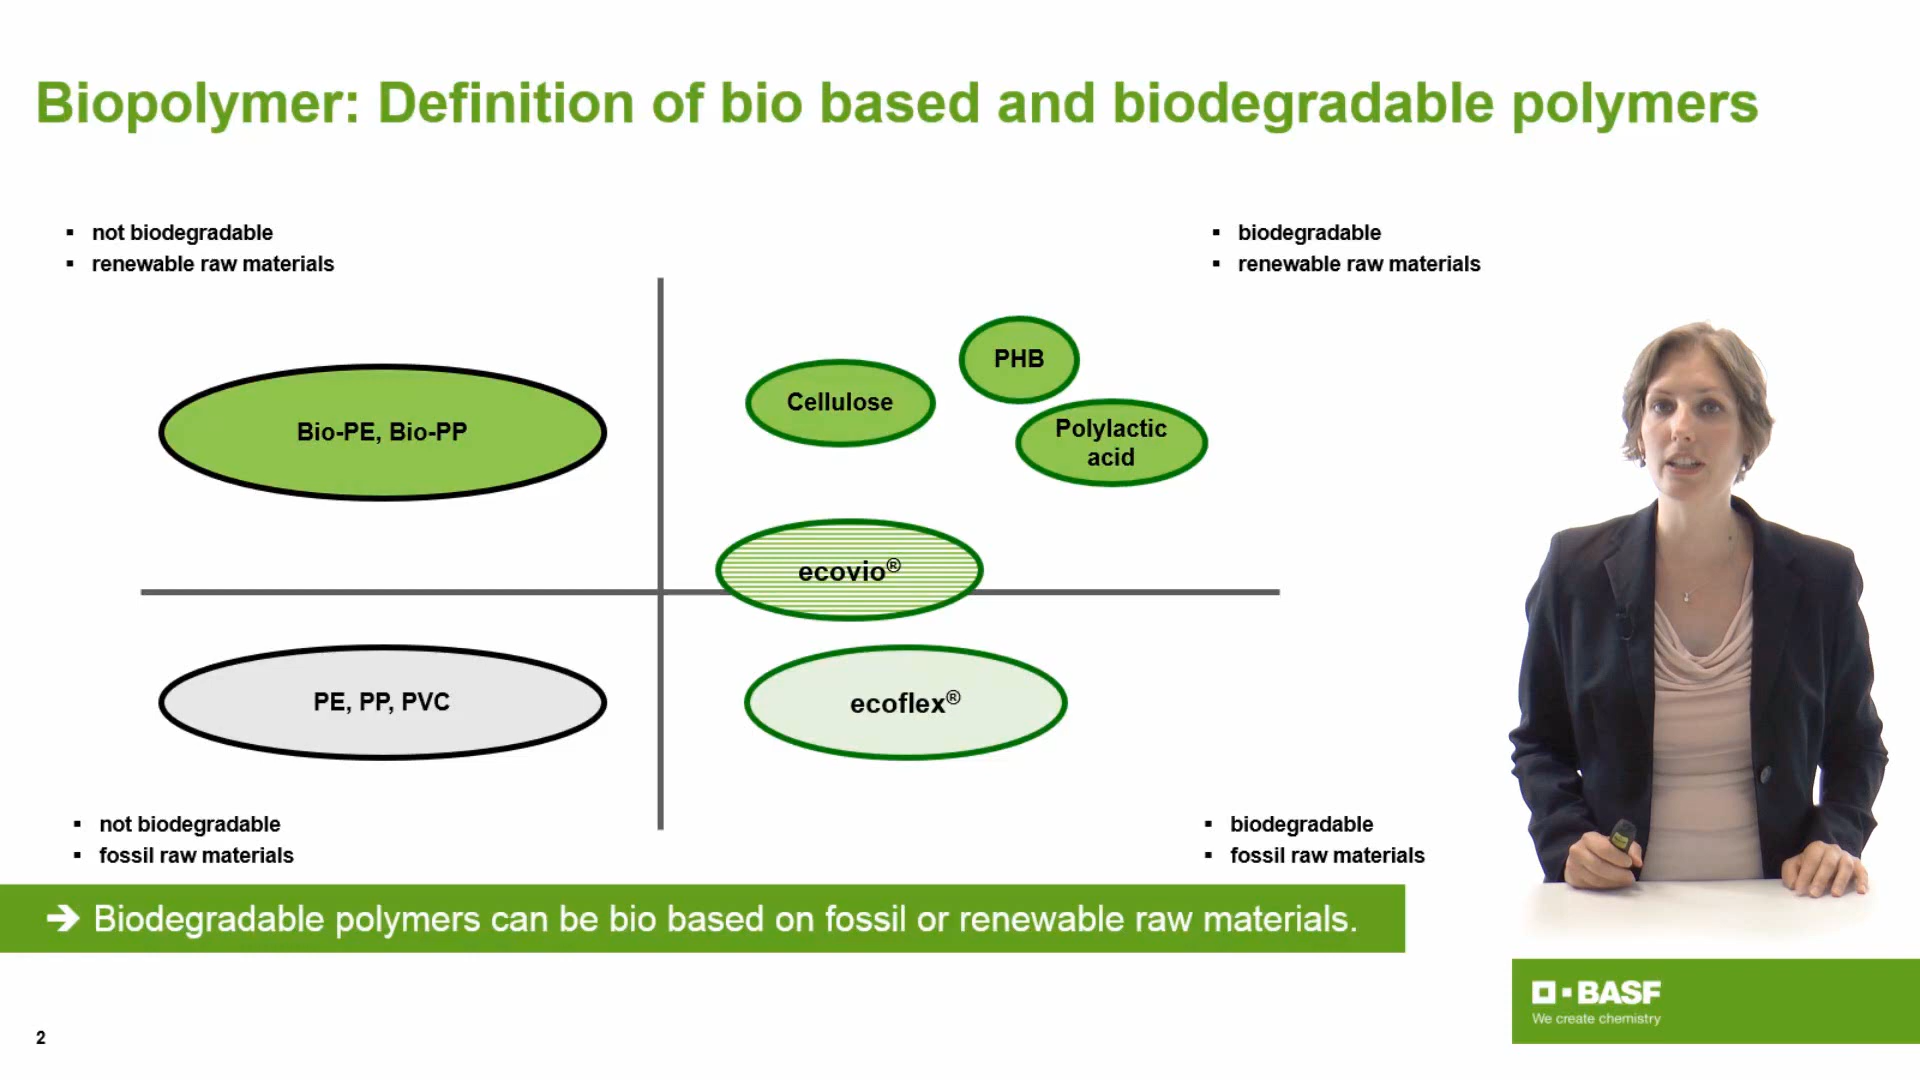 Biopolymer: Definition of bio based and biodegradable polymers
▪ not biodegradable
▪ renewable raw materials
▪ biodegradable
▪ renewable raw materials
PHB
Cellulose
Polylactic
acid
Bio-PE, Bio-PP
ecovio®
PE, PP, PVC
ecoflex®
▪ not biodegradable
▪ fossil raw materials
▪ biodegradable
▪ fossil raw materials
➔ Biodegradable polymers can be bio based on fossil or renewable raw materials.
BASF
We create chemistry
2